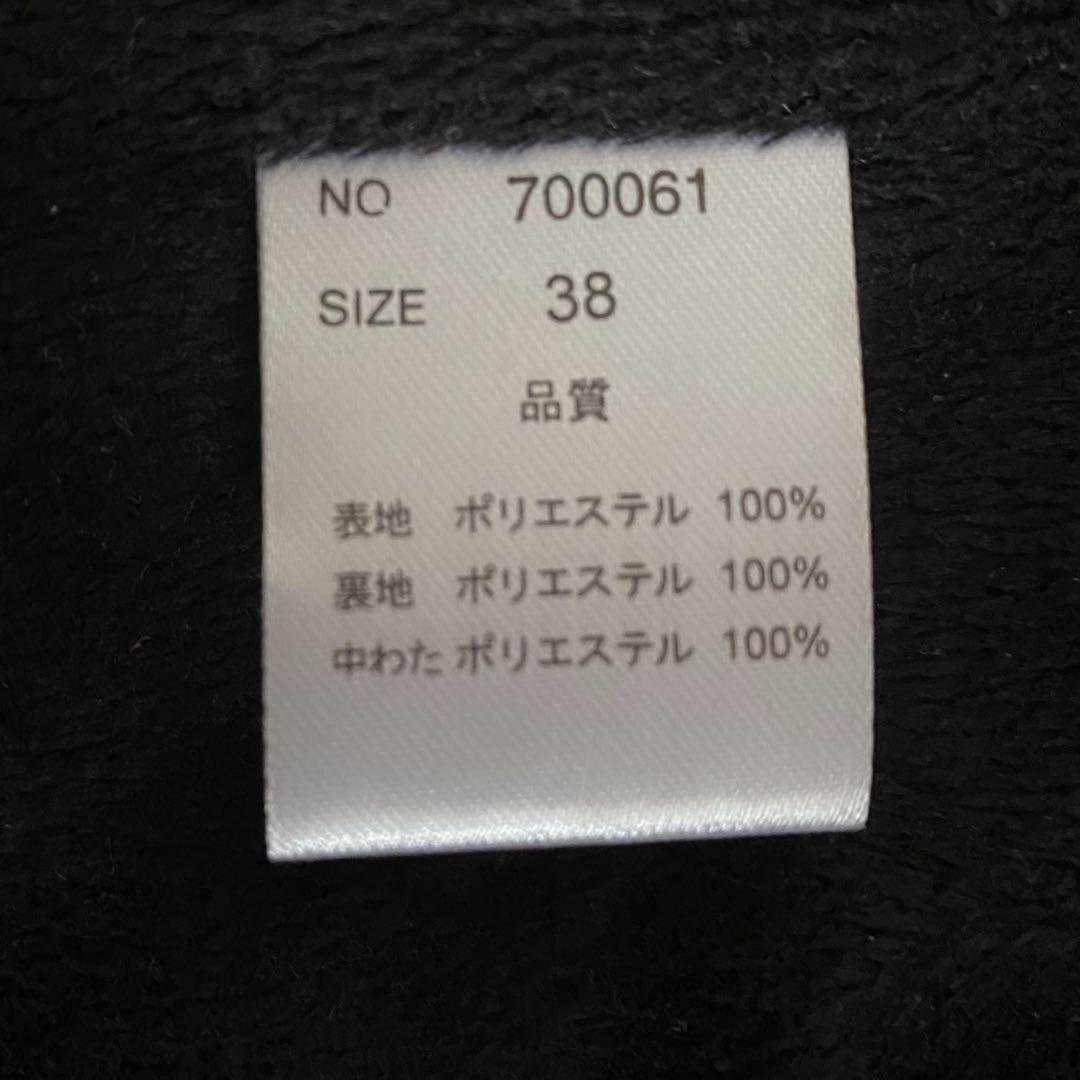 NO 700061
SIZE 38
品質
表地 ポリエステル 100%
裏地 ポリエステル 100%
中わた ポリエステル 100%